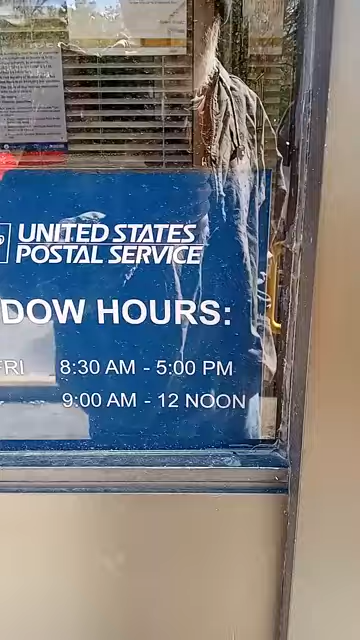 UNITED STATES
POSTAL SERVICE
DOW HOURS:
FRI 8:30 AM - 5:00 PM
9:00 AM - 12 NOON